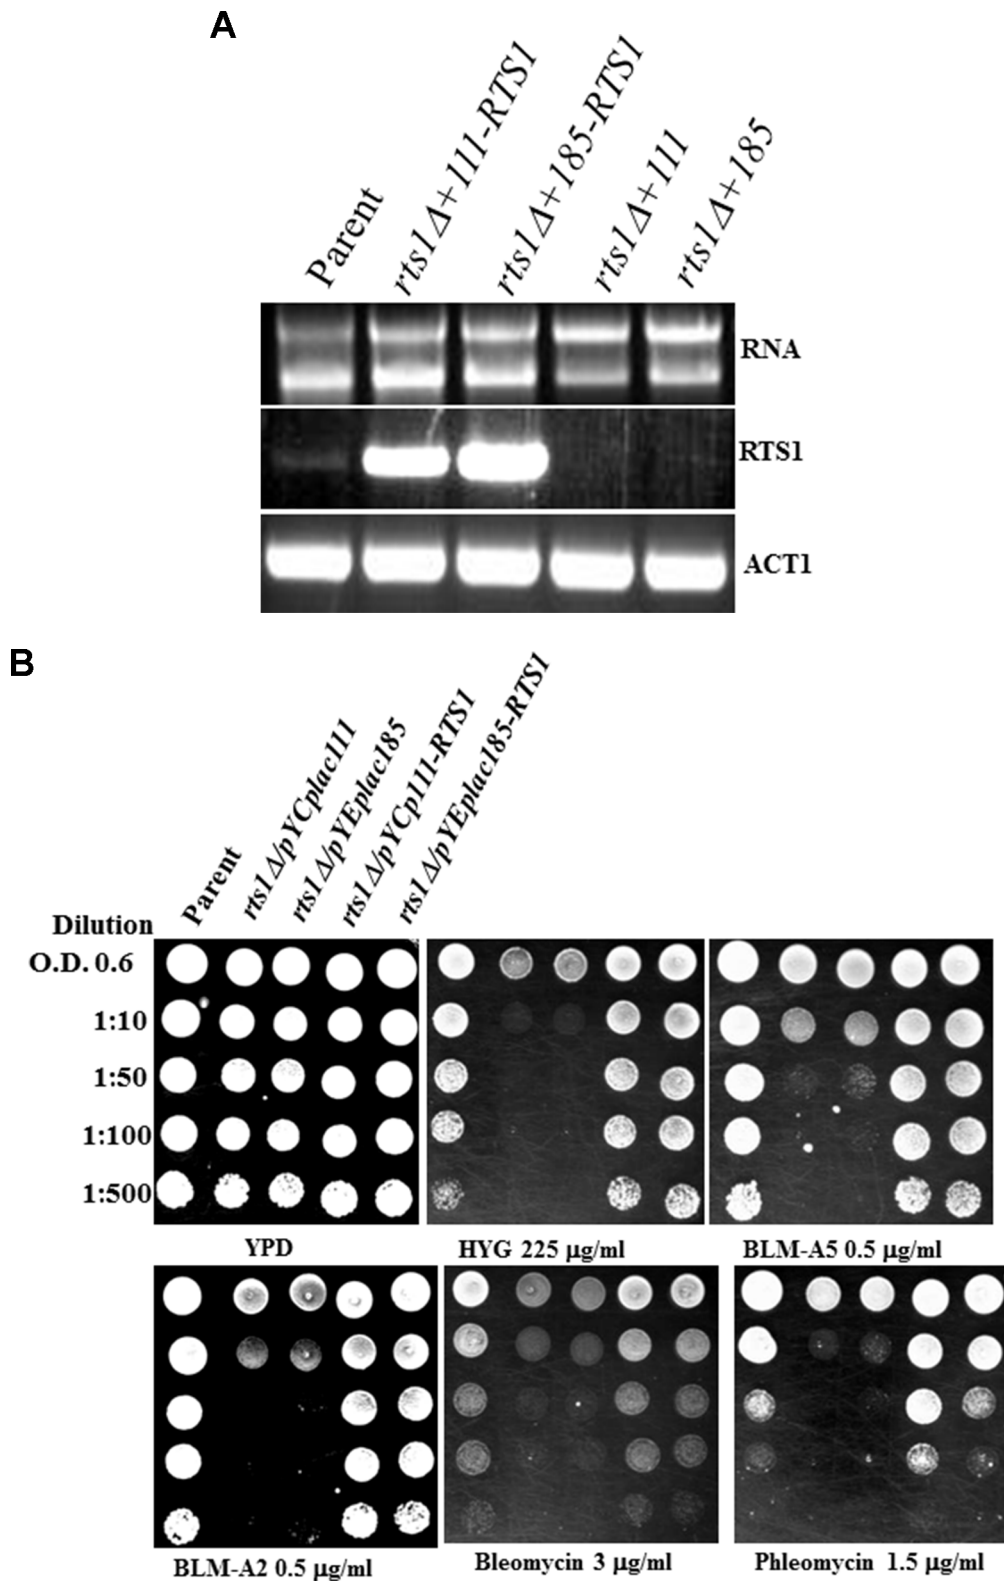 A
Parent
rts1Δ+111-RTS1
rts1Δ+185-RTS1
rts1Δ+111
rts1Δ+185
RNA
RTS1
ACT1
B
Parent
rts1Δ/pYCplac111
rts1Δ/pYEplac185
rts1Δ/pYCp111-RTS1
rts1Δ/pYEplac185-RTS1
Dilution
O.D. 0.6
1:10
1:50
1:100
1:500
YPD
HYG 225 µg/ml
BLM-A5 0.5 µg/ml
BLM-A2 0.5 µg/ml
Bleomycin 3 µg/ml
Phleomycin 1.5 µg/ml